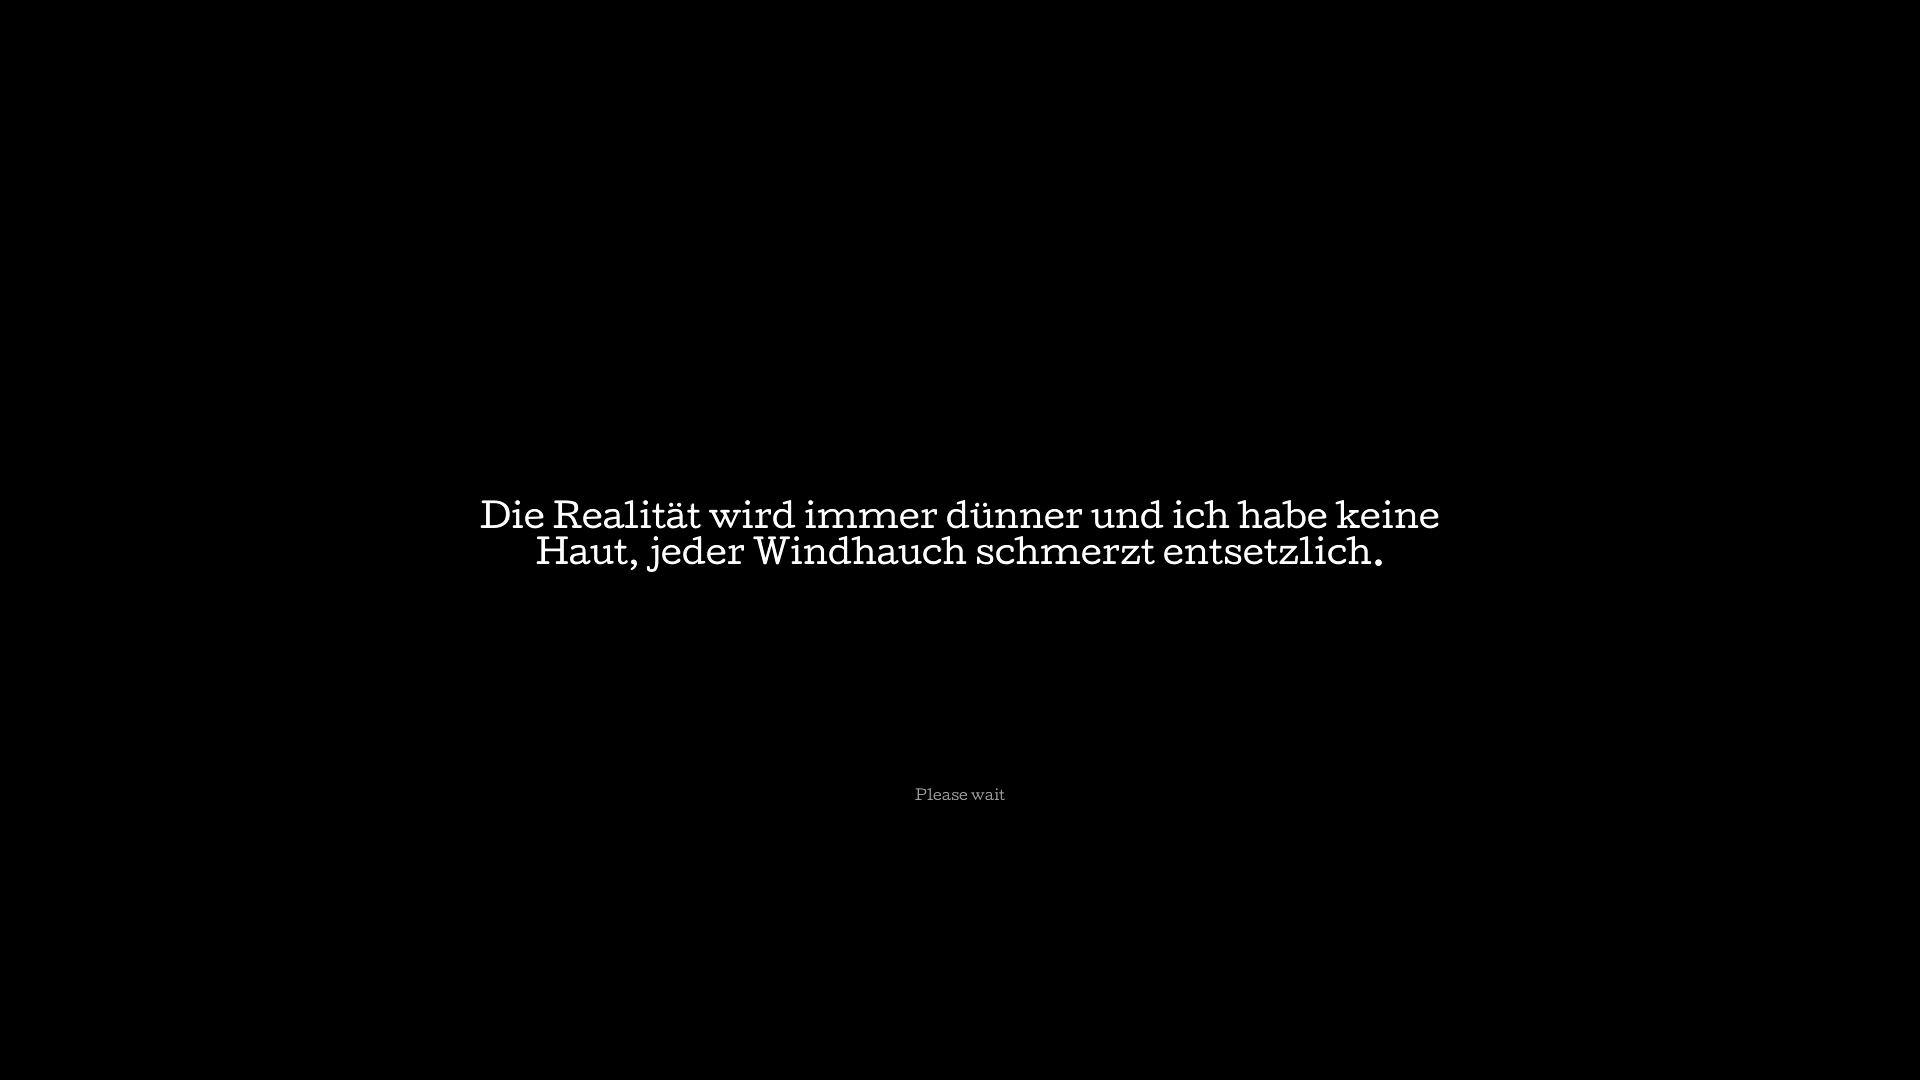 Die Realität wird immer dünner und ich habe keine
Haut, jeder Windhauch schmerzt entsetzlich.
Please wait